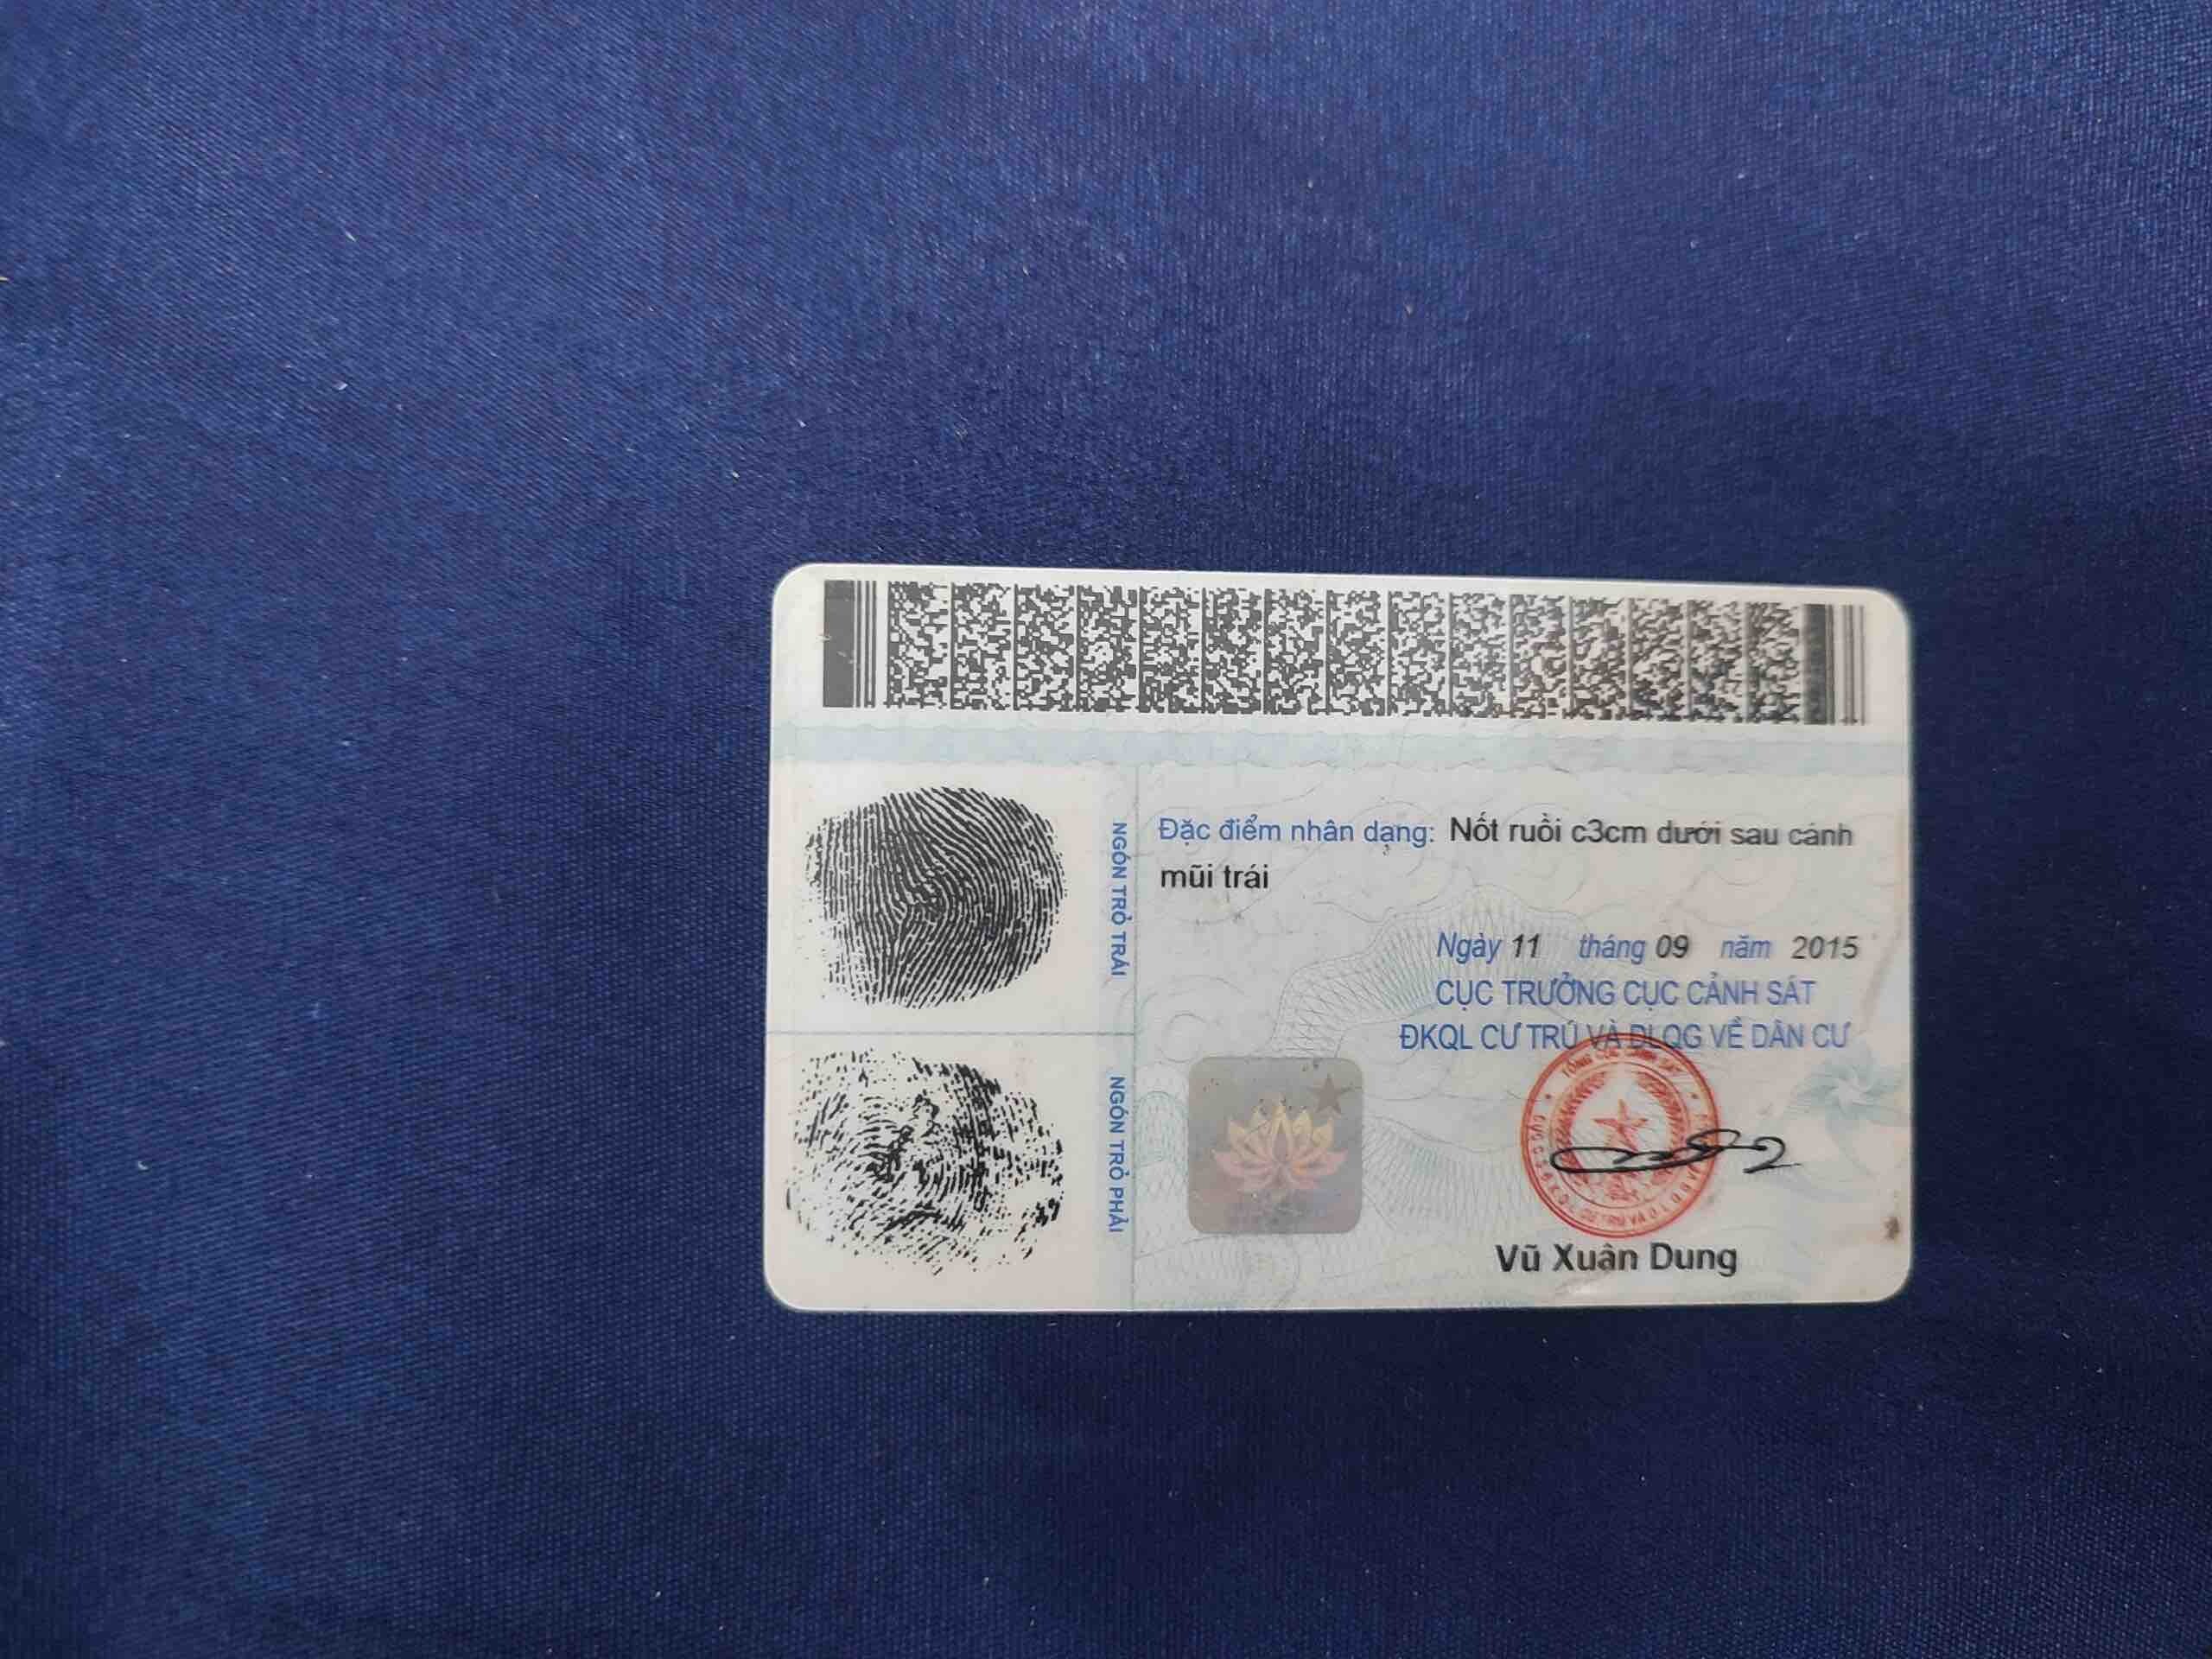 Đặc điểm nhân dạng: Nốt ruồi c3cm dưới sau cánh
mũi trái
NGÓN TRỎ TRÁI
Ngày 11 tháng 09 năm 2015
CỤC TRƯỞNG CỤC CẢNH SÁT
ĐKQL CƯ TRÚ VÀ DLQG VỀ DÂN CƯ
NGÓN TRỎ PHẢI
Vũ Xuân Dung